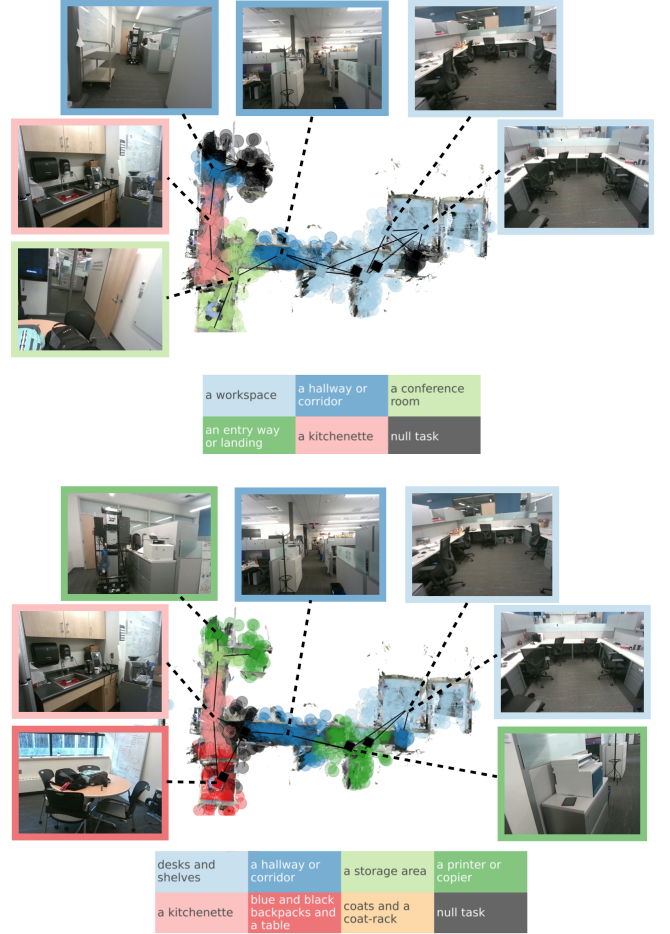 a workspace
a hallway or
corridor
a conference
room
an entry way
or landing
a kitchenette
null task
desks and
shelves
a hallway or
corridor
a storage area
a printer or
copier
a kitchenette
blue and black
backpacks and
a table
coats and a
coat-rack
null task